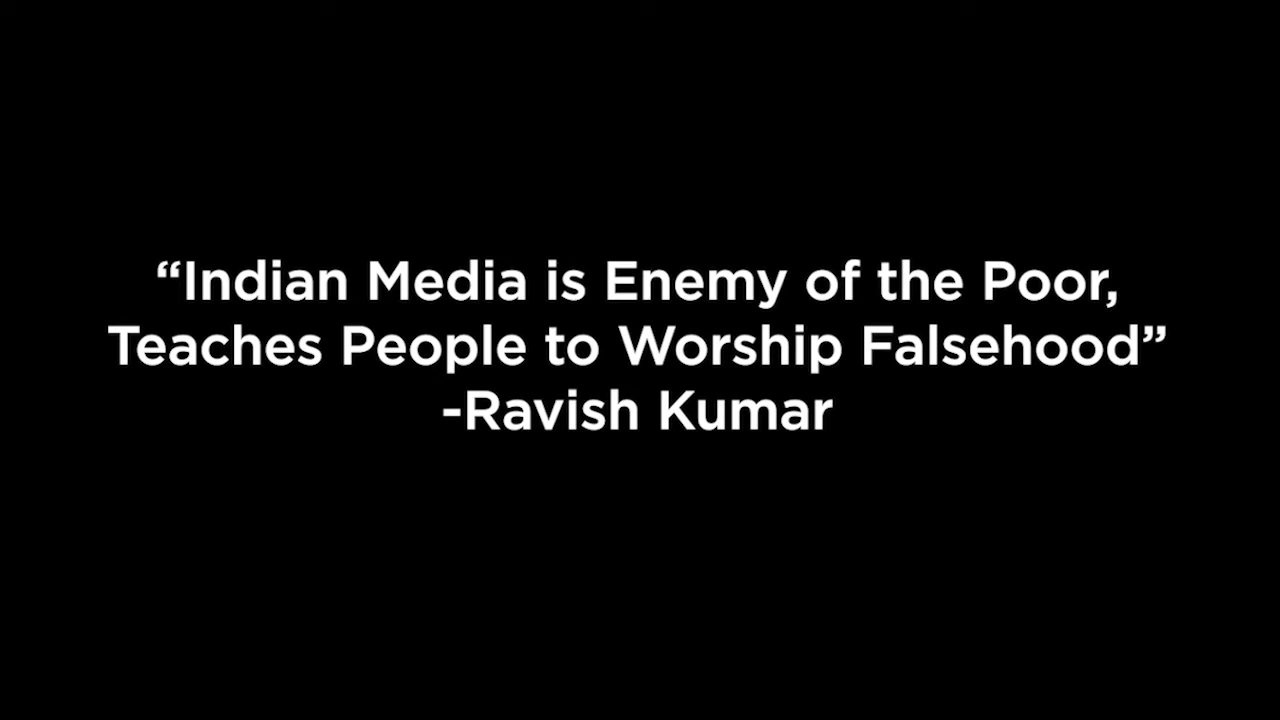 “Indian Media is Enemy of the Poor,
Teaches People to Worship Falsehood”
-Ravish Kumar